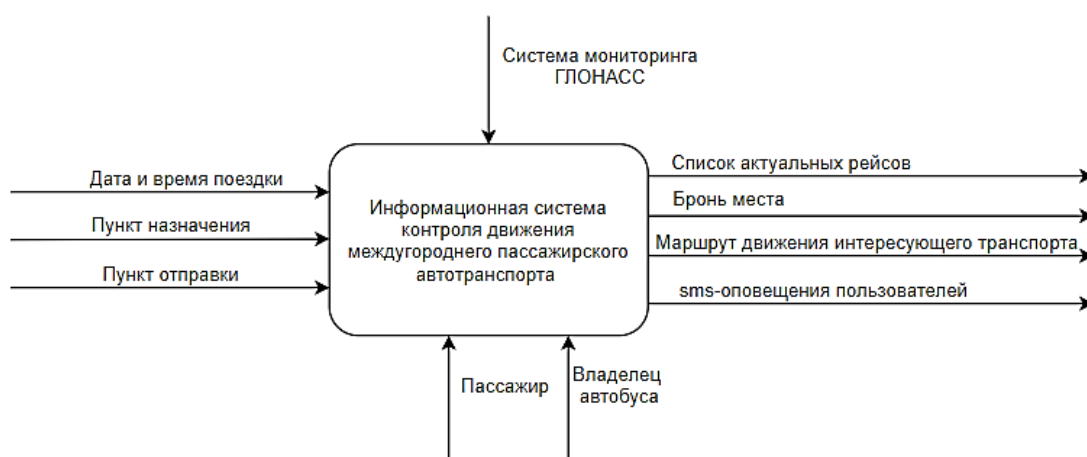 Система мониторинга
ГЛОНАСС
Дата и время поездки
Пункт назначения
Пункт отправки
Информационная система
контроля движения
междугороднего пассажирского
автотранспорта
Список актуальных рейсов
Бронь места
Маршрут движения интересующего транспорта
sms-оповещения пользователей
Пассажир
Владелец
автобуса